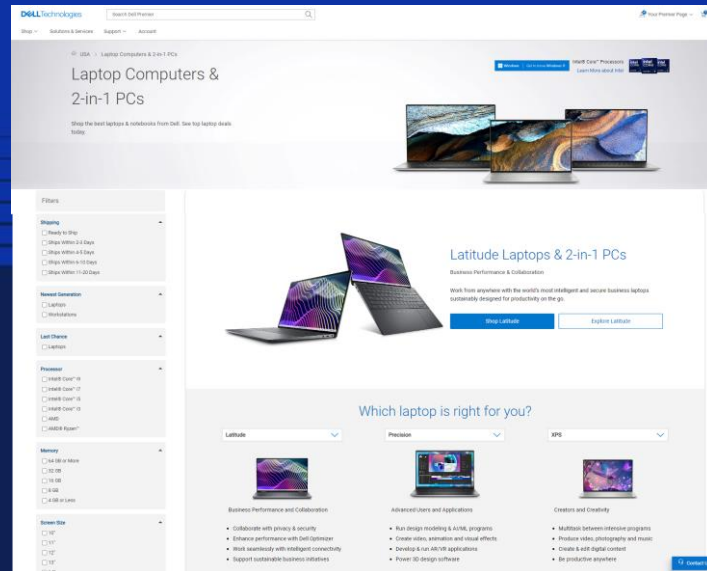 DELLTechnologies
Search Dell Premier
Your Premier Page
Shop
Solutions & Services
Support
Account
USA > Laptop Computers & 2-in-1 PCs
Laptop Computers &
2-in-1 PCs
Shop the best laptops & notebooks from Dell. See top laptop deals
today.
Windows
Intel® Core™ Processors
Learn More about Intel
Filters
Shipping
Ready to Ship
Ships Within 2-3 Days
Ships Within 4-5 Days
Ships Within 6-10 Days
Ships Within 11-20 Days
Newest Generation
Laptops
Workstations
Last Chance
Laptops
Processor
Intel® Core™ i9
Intel® Core™ i7
Intel® Core™ i5
Intel® Core™ i3
AMD
AMD® Ryzen™
Memory
64 GB or More
32 GB
16 GB
8 GB
4 GB or Less
Screen Size
10"
11"
12"
13"
Latitude Laptops & 2-in-1 PCs
Business Performance & Collaboration
Work from anywhere with the world's most intelligent and secure business laptops
sustainably designed for productivity on the go.
Shop Latitude
Explore Latitude
Which laptop is right for you?
Latitude
Precision
XPS
Business Performance and Collaboration
Advanced Users and Applications
Creators and Creativity
• Collaborate with privacy & security
• Enhance performance with Dell Optimizer
• Work seamlessly with intelligent connectivity
• Support sustainable business initiatives
• Run design modeling & AI/ML programs
• Create video, animation and visual effects
• Develop & run AR/VR applications
• Power 3D design software
• Multitask between intensive programs
• Produce video, photography and music
• Create & edit digital content
• Be productive anywhere